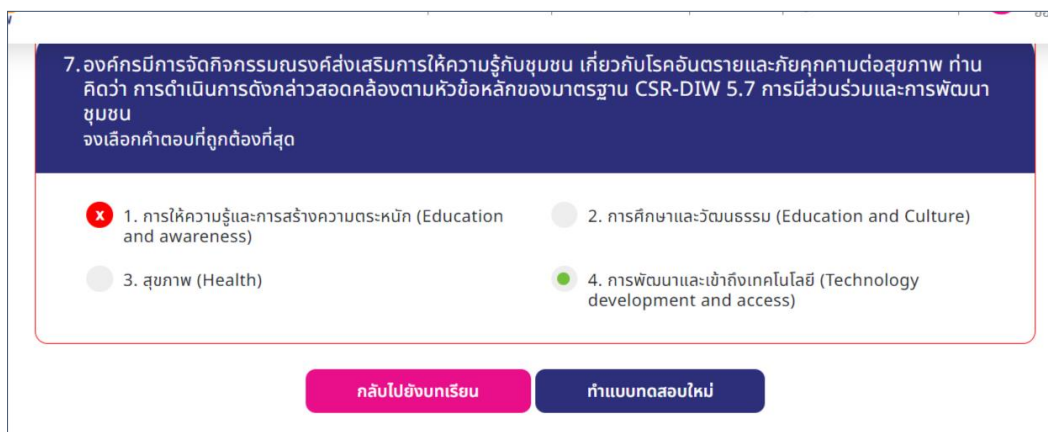 7. องค์กรมีการจัดกิจกรรมณรงค์ส่งเสริมการให้ความรู้กับชุมชน เกี่ยวกับโรคอันตรายและภัยคุกคามต่อสุขภาพ ท่าน
คิดว่า การดำเนินการดังกล่าวสอดคล้องตามหัวข้อหลักของมาตรฐาน CSR-DIW 5.7 การมีส่วนร่วมและการพัฒนา
ชุมชน
จงเลือกคำตอบที่ถูกต้องที่สุด
x 1. การให้ความรู้และการสร้างความตระหนัก (Education
and awareness)
2. การศึกษาและวัฒนธรรม (Education and Culture)
3. สุขภาพ (Health)
4. การพัฒนาและเข้าถึงเทคโนโลยี (Technology
development and access)
กลับไปยังบทเรียน
ทำแบบทดสอบใหม่